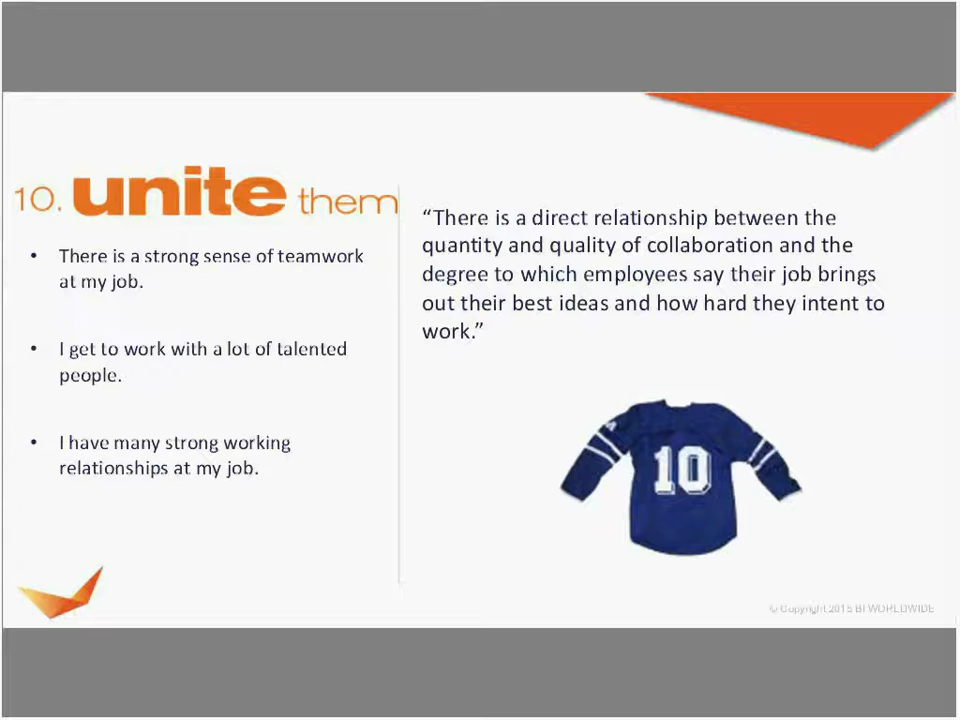 10. unite them
• There is a strong sense of teamwork
at my job.
• I get to work with a lot of talented
people.
• I have many strong working
relationships at my job.
“There is a direct relationship between the
quantity and quality of collaboration and the
degree to which employees say their job brings
out their best ideas and how hard they intent to
work.”
10
© Copyright 2015 BI WORLDWIDE